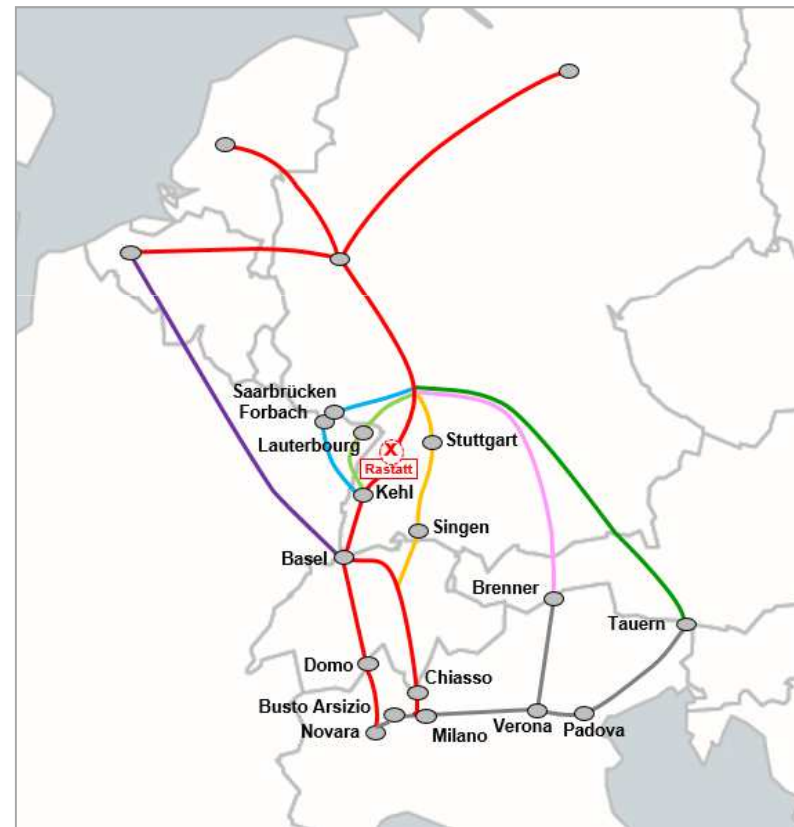 Saarbrücken
Forbach
Lauterbourg
X
Rastatt
Stuttgart
Kehl
Singen
Basel
Brenner
Tauern
Domo
Chiasso
Busto Arsizio
Novara
Milano
Verona
Padova